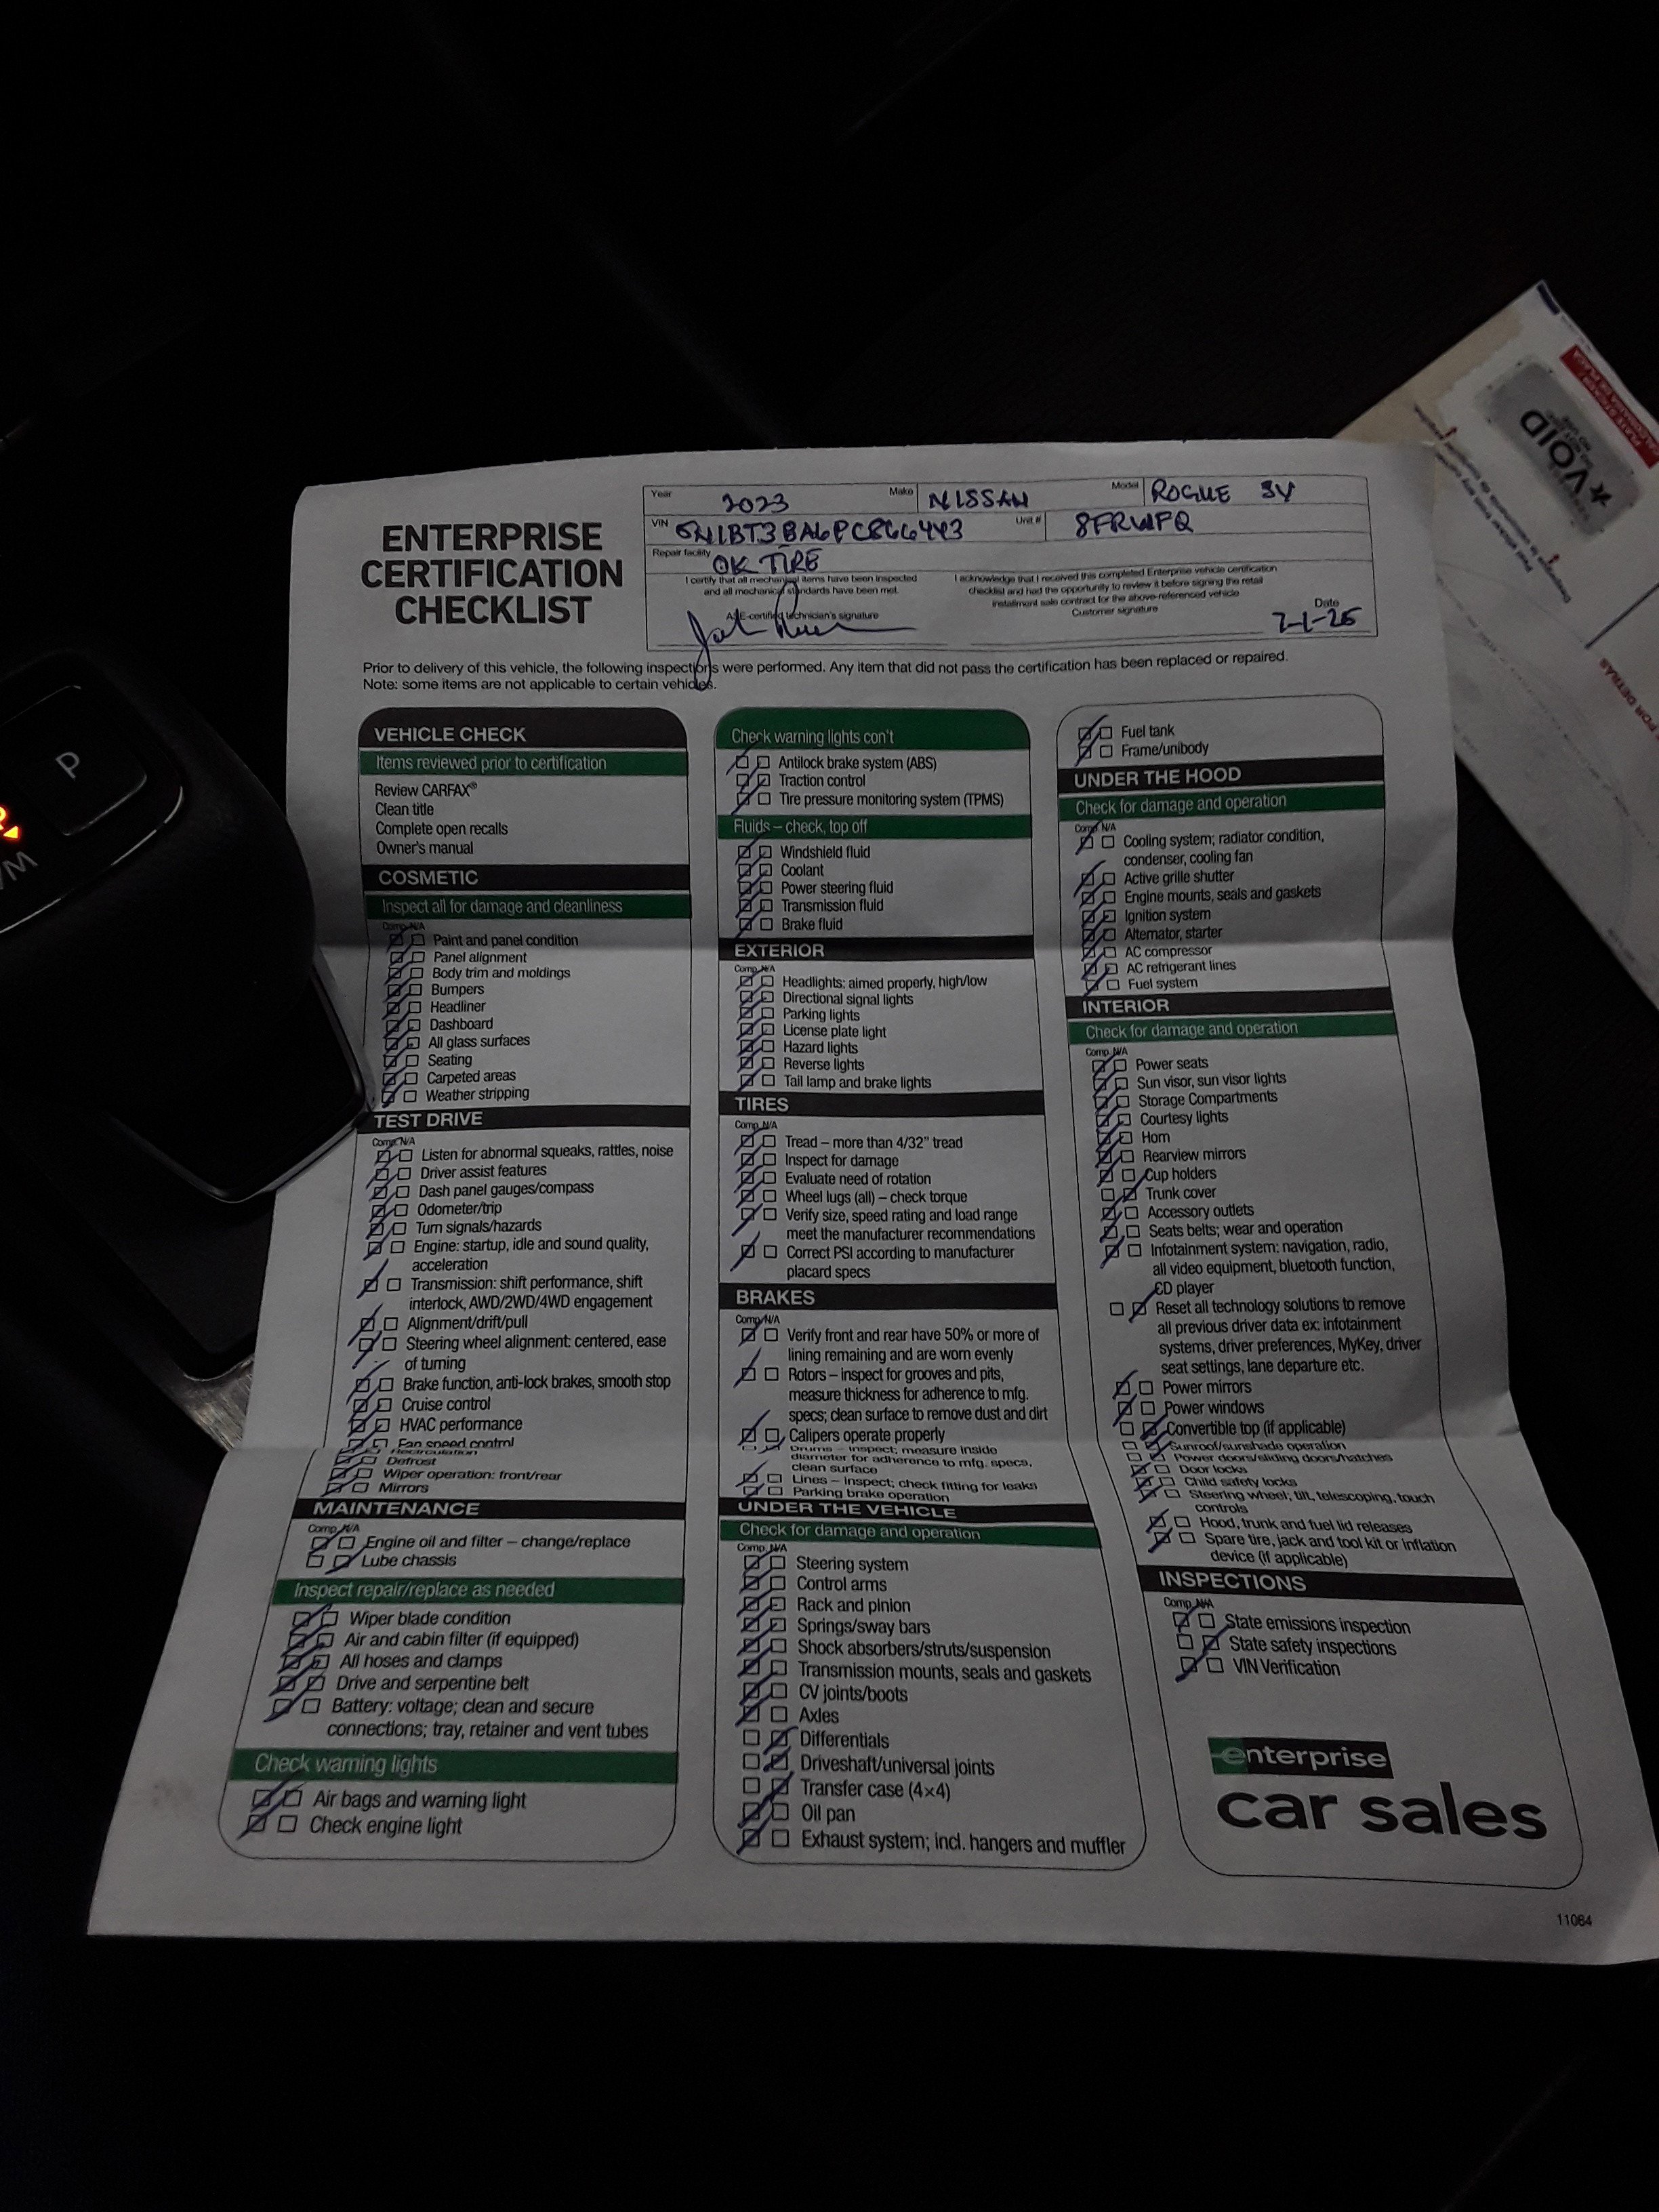 ENTERPRISE
CERTIFICATION
CHECKLIST
Year 2023 Make NISSAN Model ROGUE SV
VIN Unit # 8FRWFQ
Repair facility OK TIRE
I certify that all mechanical items have been inspected
and all mechanical standards have been met.
ASE-certified technician's signature
I acknowledge that I received this completed Enterprise vehicle certification
checklist and had the opportunity to review it before signing the retail
installment sale contract for the above-referenced vehicle
Customer signature
Date
Prior to delivery of this vehicle, the following inspections were performed. Any item that did not pass the certification has been replaced or repaired.
Note: some items are not applicable to certain vehicles.
VEHICLE CHECK
Items reviewed prior to certification
Review CARFAX®
Clean title
Complete open recalls
Owner's manual
COSMETIC
Inspect all for damage and cleanliness
Comp. N/A
Paint and panel condition
Panel alignment
Body trim and moldings
Bumpers
Headliner
Dashboard
All glass surfaces
Seating
Carpeted areas
Weather stripping
TEST DRIVE
Comp. N/A
Listen for abnormal squeaks, rattles, noise
Driver assist features
Dash panel gauges/compass
Odometer/trip
Turn signals/hazards
Engine: startup, idle and sound quality,
acceleration
Transmission: shift performance, shift
interlock, AWD/2WD/4WD engagement
Alignment/drift/pull
Steering wheel alignment: centered, ease
of turning
Brake function, anti-lock brakes, smooth stop
Cruise control
HVAC performance
Fan speed control
Recirculation
Defrost
Wiper operation: front/rear
Mirrors
MAINTENANCE
Comp. N/A
Engine oil and filter – change/replace
Lube chassis
Inspect repair/replace as needed
Wiper blade condition
Air and cabin filter (if equipped)
All hoses and clamps
Drive and serpentine belt
Battery: voltage; clean and secure
connections; tray, retainer and vent tubes
Check warning lights
Air bags and warning light
Check engine light
Check warning lights con't
Antilock brake system (ABS)
Traction control
Tire pressure monitoring system (TPMS)
Fluids – check, top off
Windshield fluid
Coolant
Power steering fluid
Transmission fluid
Brake fluid
EXTERIOR
Comp. N/A
Headlights: aimed properly, high/low
Directional signal lights
Parking lights
License plate light
Hazard lights
Reverse lights
Tail lamp and brake lights
TIRES
Comp. N/A
Tread – more than 4/32" tread
Inspect for damage
Evaluate need of rotation
Wheel lugs (all) – check torque
Verify size, speed rating and load range
meet the manufacturer recommendations
Correct PSI according to manufacturer
placard specs
BRAKES
Comp. N/A
Verify front and rear have 50% or more of
lining remaining and are worn evenly
Rotors – inspect for grooves and pits,
measure thickness for adherence to mfg.
specs; clean surface to remove dust and dirt
Calipers operate properly
Drums – inspect; measure inside
diameter for adherence to mfg. specs,
clean surface
Lines – inspect; check fitting for leaks
Parking brake operation
UNDER THE VEHICLE
Check for damage and operation
Comp. N/A
Steering system
Control arms
Rack and pinion
Springs/sway bars
Shock absorbers/struts/suspension
Transmission mounts, seals and gaskets
CV joints/boots
Axles
Differentials
Driveshaft/universal joints
Transfer case (4×4)
Oil pan
Exhaust system; incl. hangers and muffler
Fuel tank
Frame/unibody
UNDER THE HOOD
Check for damage and operation
Comp. N/A
Cooling system; radiator condition,
condenser, cooling fan
Active grille shutter
Engine mounts, seals and gaskets
Ignition system
Alternator, starter
AC compressor
AC refrigerant lines
Fuel system
INTERIOR
Check for damage and operation
Comp. N/A
Power seats
Sun visor, sun visor lights
Storage Compartments
Courtesy lights
Horn
Rearview mirrors
Cup holders
Trunk cover
Accessory outlets
Seats belts; wear and operation
Infotainment system: navigation, radio,
all video equipment, bluetooth function,
CD player
Reset all technology solutions to remove
all previous driver data ex: infotainment
systems, driver preferences, MyKey, driver
seat settings, lane departure etc.
Power mirrors
Power windows
Convertible top (if applicable)
Sunroof/sunshade operation
Power doors/sliding doors/hatches
Door locks
Child safety locks
Steering wheel; tilt, telescoping, touch
controls
Hood, trunk and fuel lid releases
Spare tire, jack and tool kit or inflation
device (if applicable)
INSPECTIONS
Comp. N/A
State emissions inspection
State safety inspections
VIN Verification
enterprise
car sales
11064
P
VOID